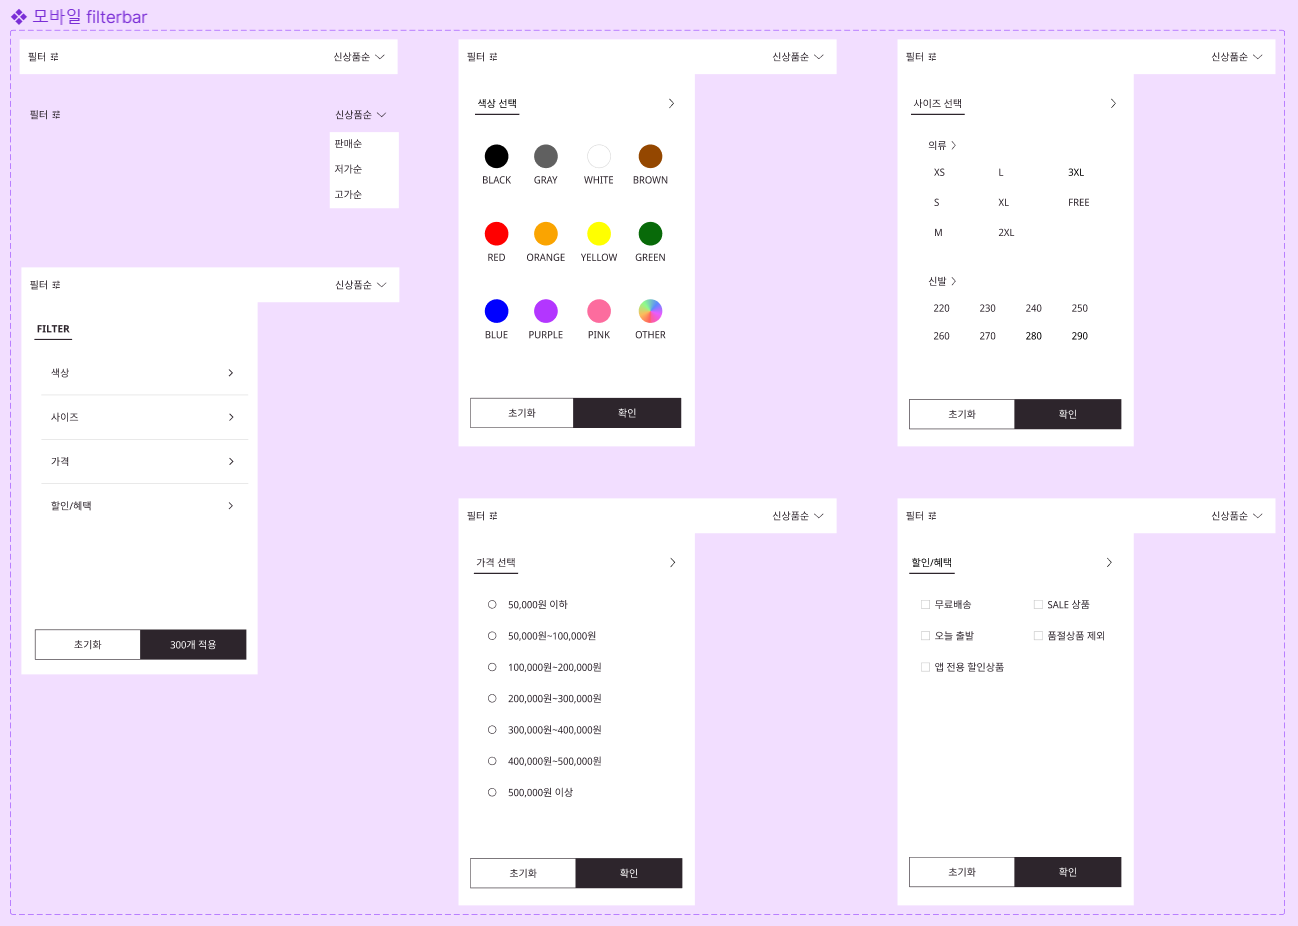 모바일 filterbar
필터
신상품순
필터
신상품순
판매순
저가순
고가순
필터
신상품순
FILTER
색상
사이즈
가격
할인/혜택
초기화
300개 적용
필터
신상품순
색상 선택
BLACK GRAY WHITE BROWN
RED ORANGE YELLOW GREEN
BLUE PURPLE PINK OTHER
초기화
확인
필터
신상품순
사이즈 선택
의류
XS L 3XL
S XL FREE
M 2XL
신발
220 230 240 250
260 270 280 290
초기화
확인
필터
신상품순
가격 선택
50,000원 이하
50,000원~100,000원
100,000원~200,000원
200,000원~300,000원
300,000원~400,000원
400,000원~500,000원
500,000원 이상
초기화
확인
필터
신상품순
할인/혜택
무료배송 SALE 상품
오늘 출발 품절상품 제외
앱 전용 할인상품
초기화
확인